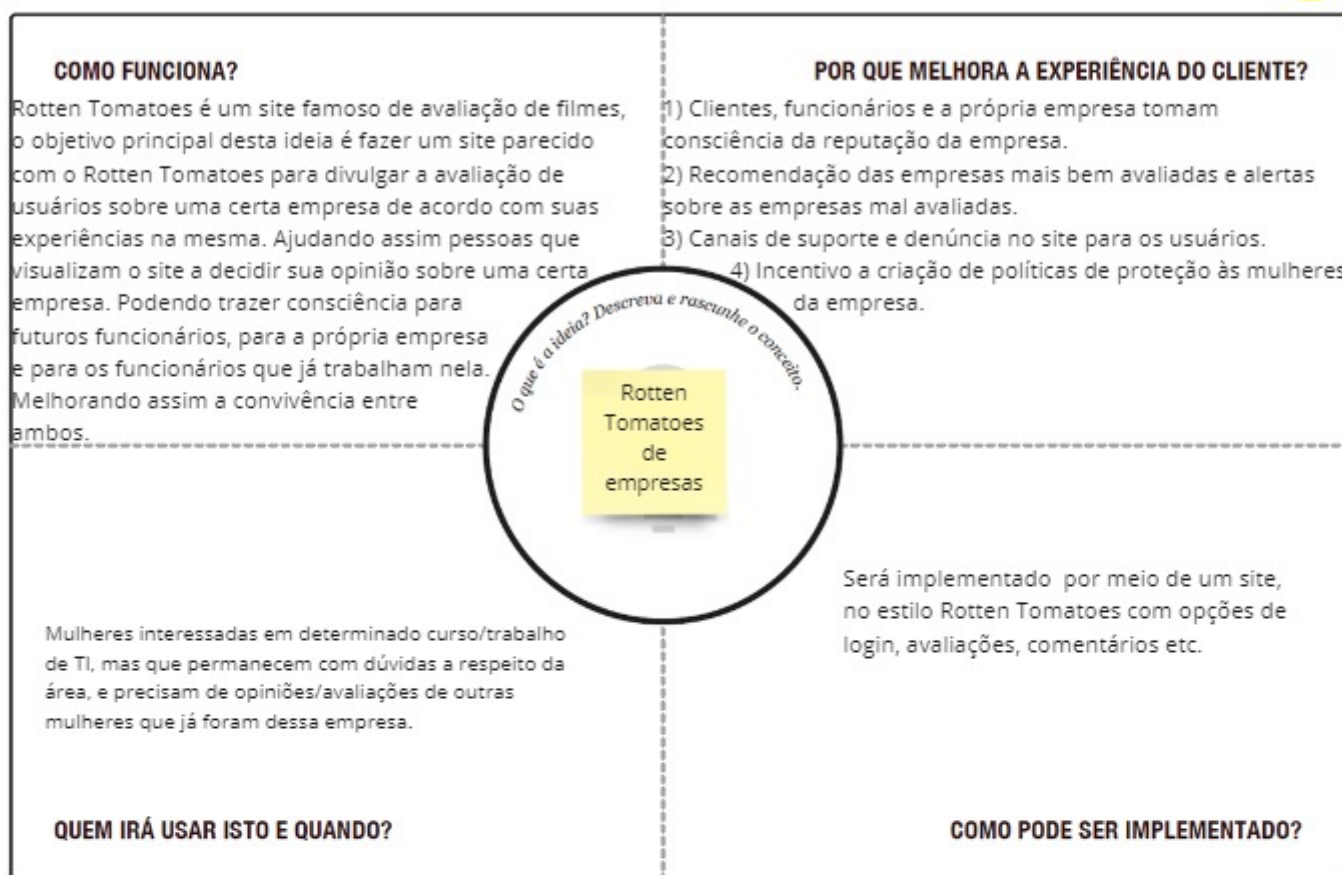 COMO FUNCIONA?
Rotten Tomatoes é um site famoso de avaliação de filmes,
o objetivo principal desta ideia é fazer um site parecido
com o Rotten Tomatoes para divulgar a avaliação de
usuários sobre uma certa empresa de acordo com suas
experiências na mesma. Ajudando assim pessoas que
visualizam o site a decidir sua opinião sobre uma certa
empresa. Podendo trazer consciência para
futuros funcionários, para a própria empresa
e para os funcionários que já trabalham nela.
Melhorando assim a convivência entre
ambos.
POR QUE MELHORA A EXPERIÊNCIA DO CLIENTE?
1) Clientes, funcionários e a própria empresa tomam
consciência da reputação da empresa.
2) Recomendação das empresas mais bem avaliadas e alertas
sobre as empresas mal avaliadas.
3) Canais de suporte e denúncia no site para os usuários.
4) Incentivo a criação de políticas de proteção às mulheres
da empresa.
O que é a ideia? Descreva e rascunhe o conceito.
Rotten
Tomatoes
de
empresas
Mulheres interessadas em determinado curso/trabalho
de TI, mas que permanecem com dúvidas a respeito da
área, e precisam de opiniões/avaliações de outras
mulheres que já foram dessa empresa.
QUEM IRÁ USAR ISTO E QUANDO?
Será implementado por meio de um site,
no estilo Rotten Tomatoes com opções de
login, avaliações, comentários etc.
COMO PODE SER IMPLEMENTADO?